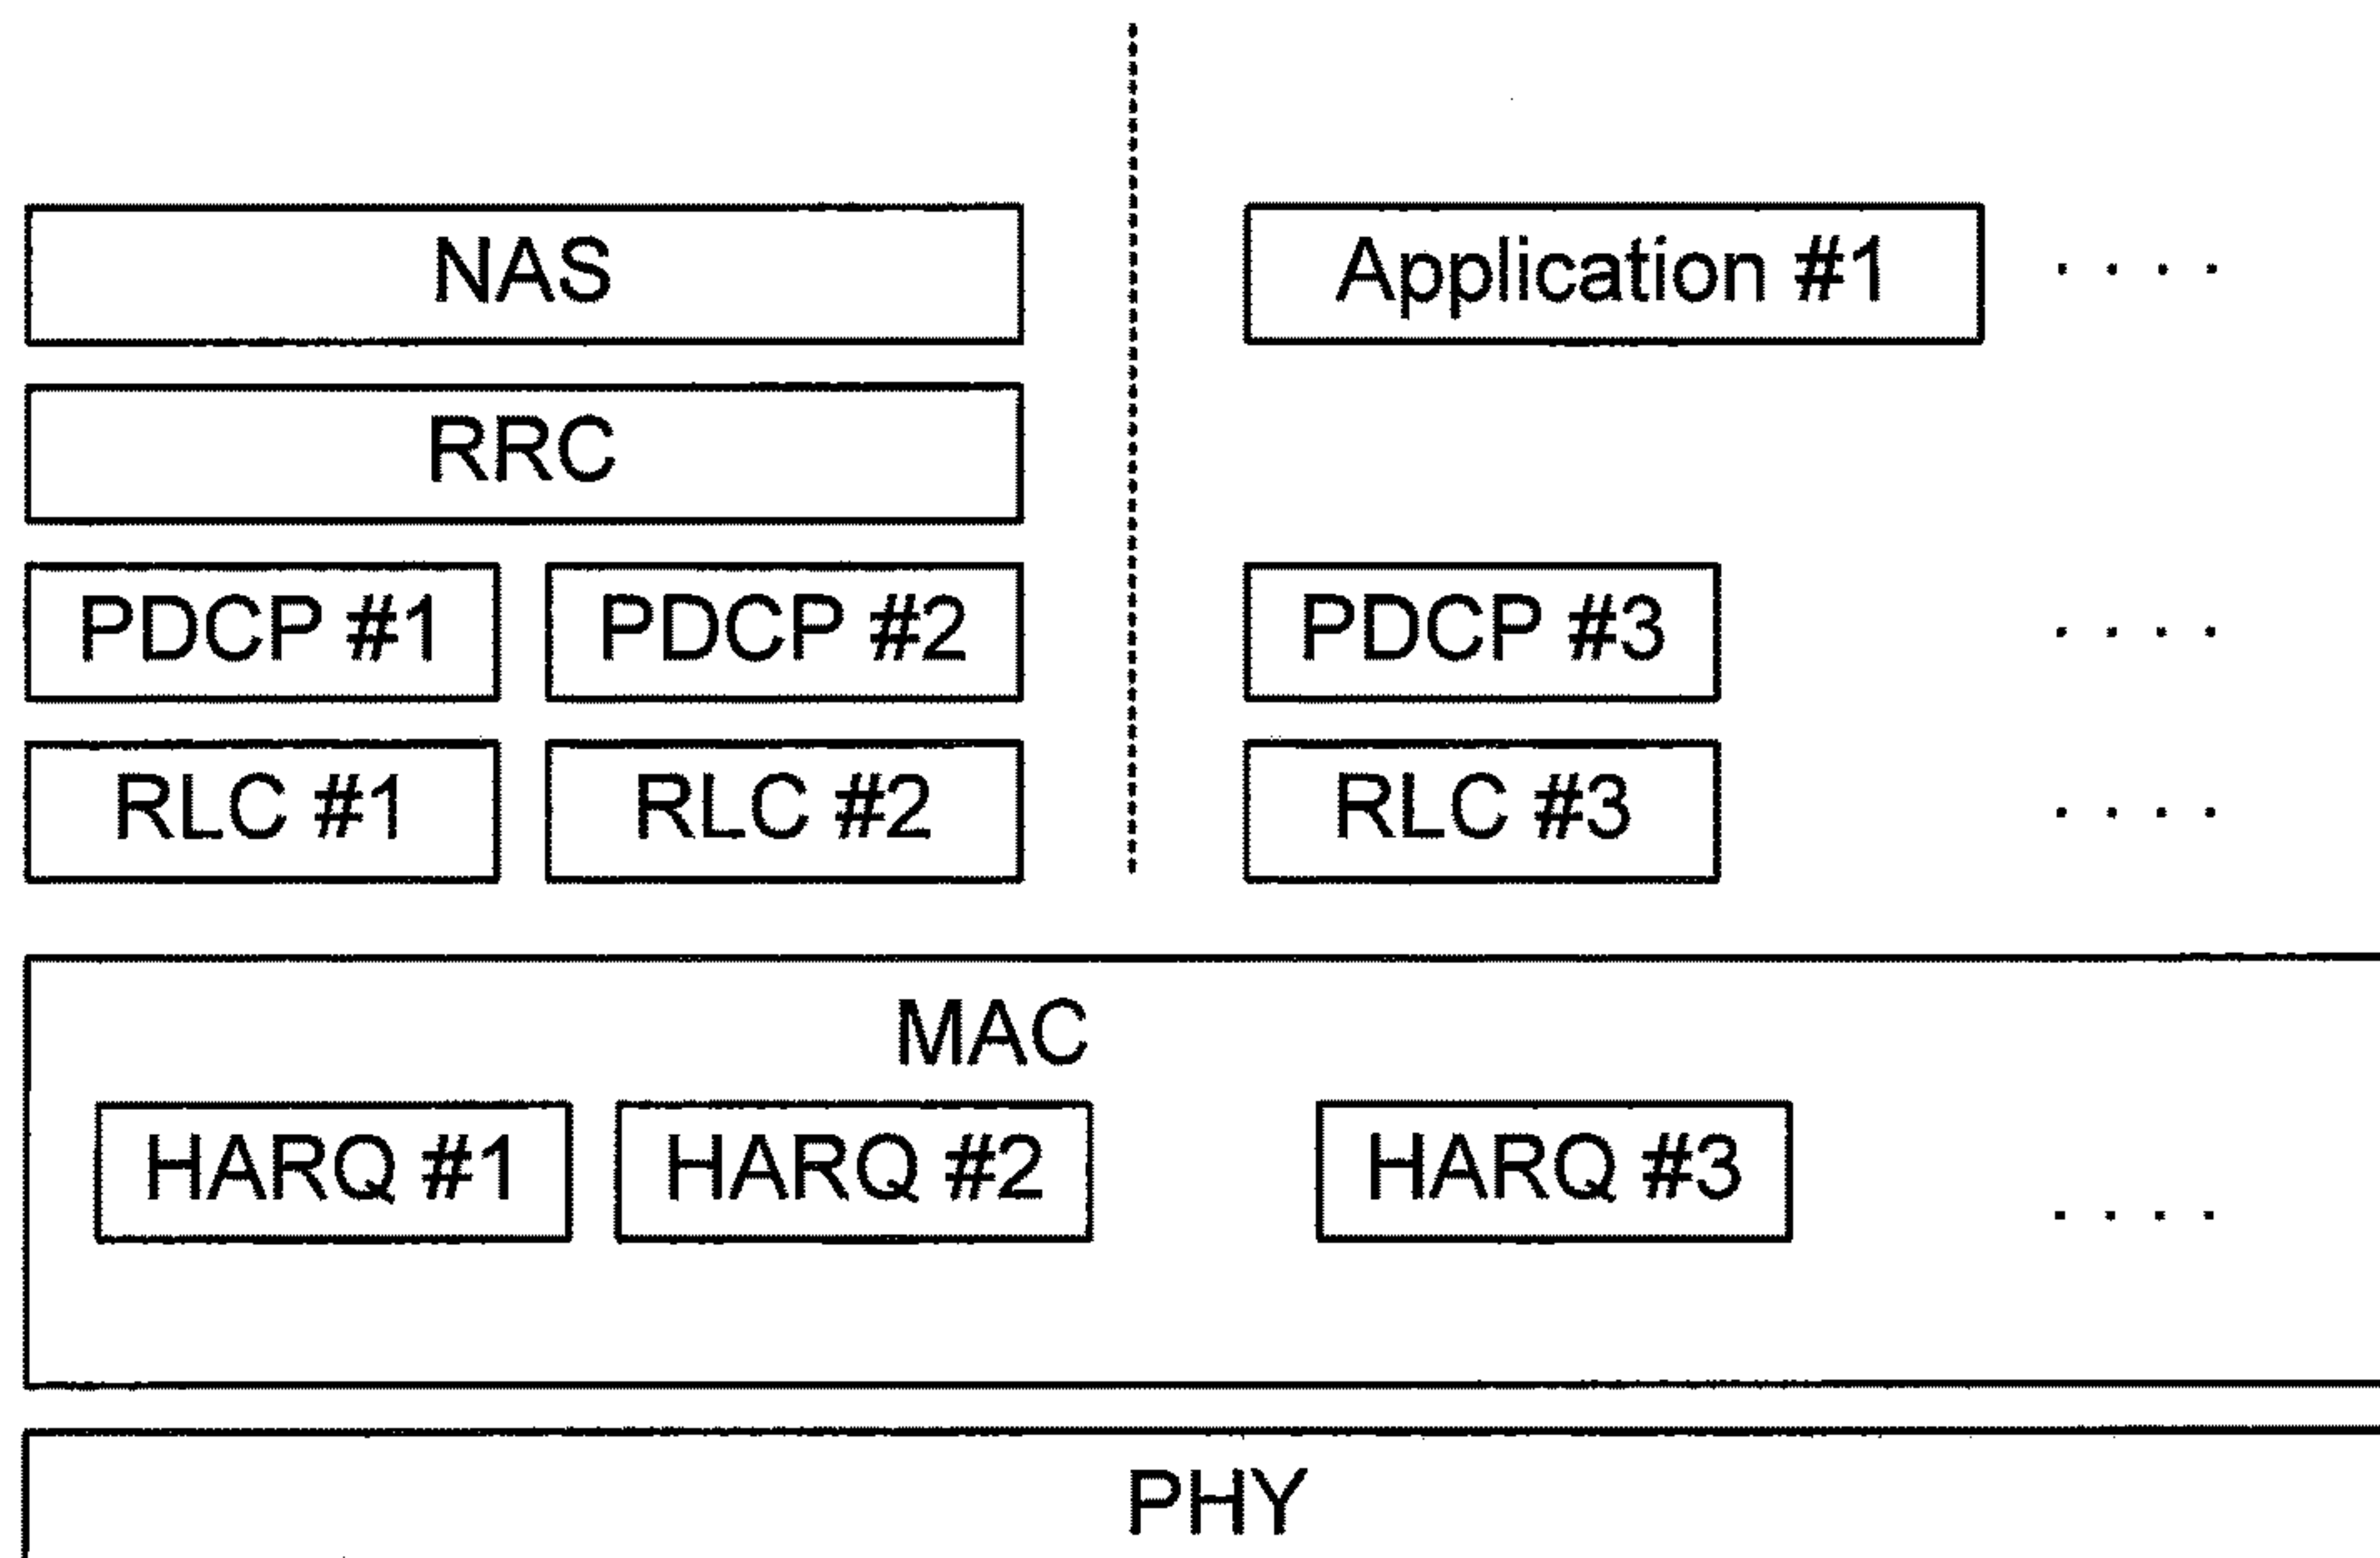 NAS Application #1 ....
RRC
PDCP #1 PDCP #2 PDCP #3 ....
RLC #1 RLC #2 RLC #3 ....
MAC
HARQ #1 HARQ #2 HARQ #3 ....
PHY